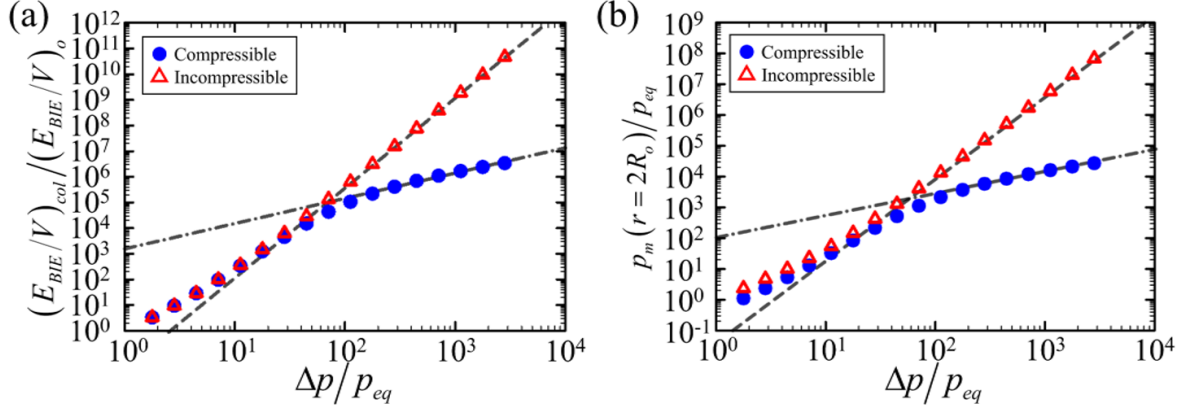 (a)
(E_BIE/V)_col/(E_BIE/V)_o
10^12
10^11
10^10
10^9
10^8
10^7
10^6
10^5
10^4
10^3
10^2
10^1
10^0
Compressible
Incompressible
10^0 10^1 10^2 10^3 10^4
Δp/p_eq
(b)
p_m(r = 2R_o)/p_eq
10^9
10^8
10^7
10^6
10^5
10^4
10^3
10^2
10^1
10^0
10^-1
Compressible
Incompressible
10^0 10^1 10^2 10^3 10^4
Δp/p_eq